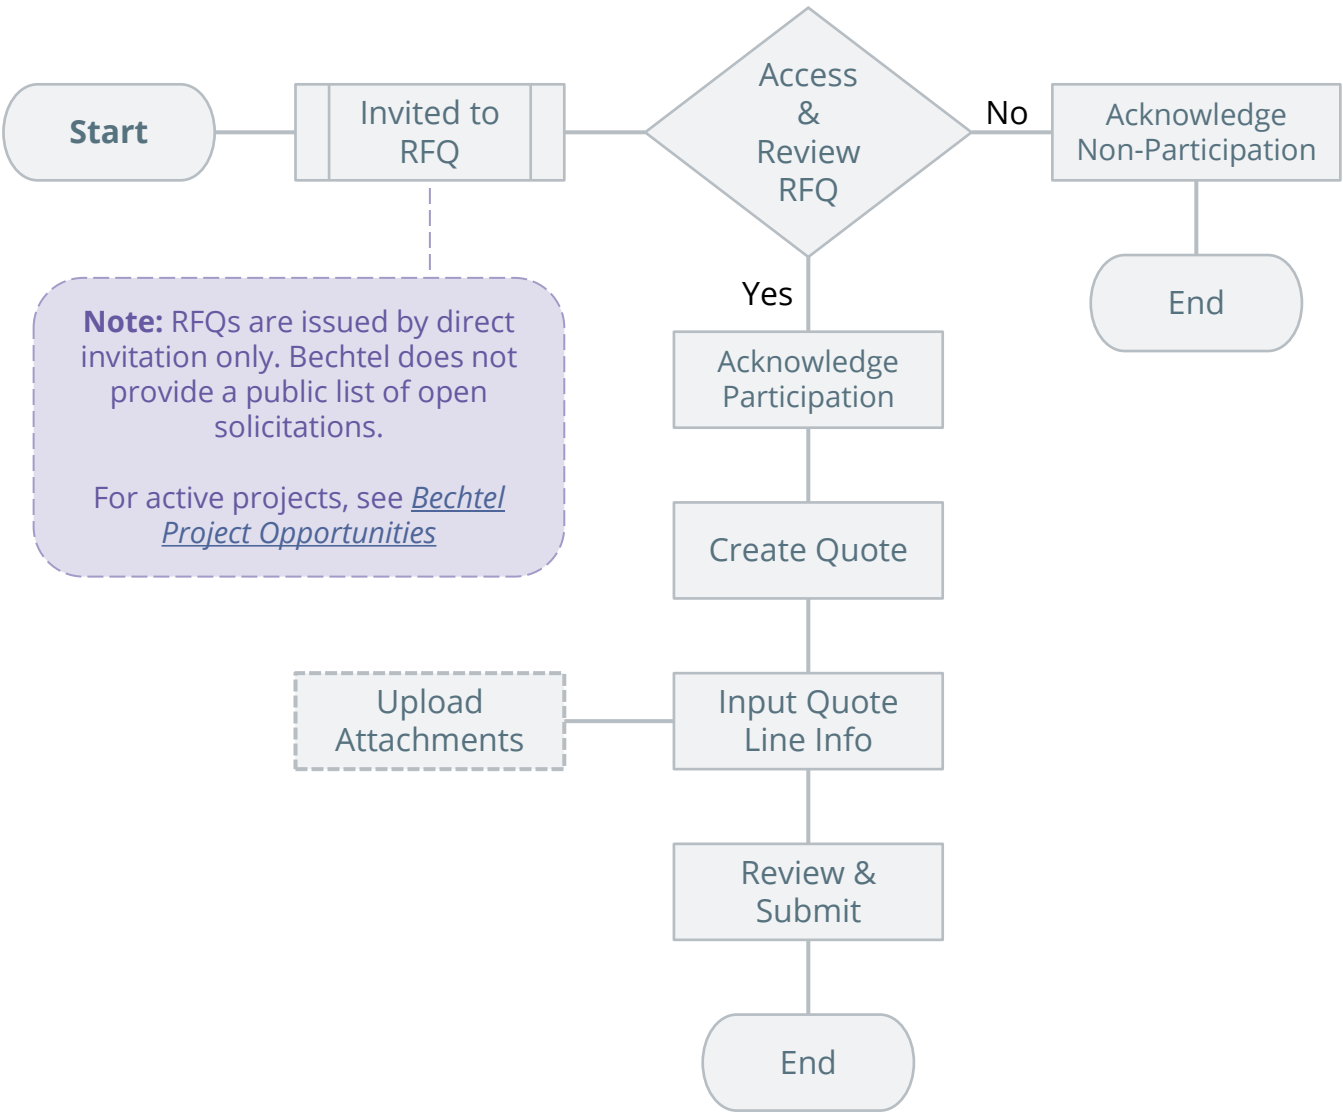 Start
Invited to
RFQ
Access
&
Review
RFQ
No
Acknowledge
Non-Participation
End
Yes
Note: RFQs are issued by direct
invitation only. Bechtel does not
provide a public list of open
solicitations.
For active projects, see Bechtel
Project Opportunities
Acknowledge
Participation
Create Quote
Upload
Attachments
Input Quote
Line Info
Review &
Submit
End